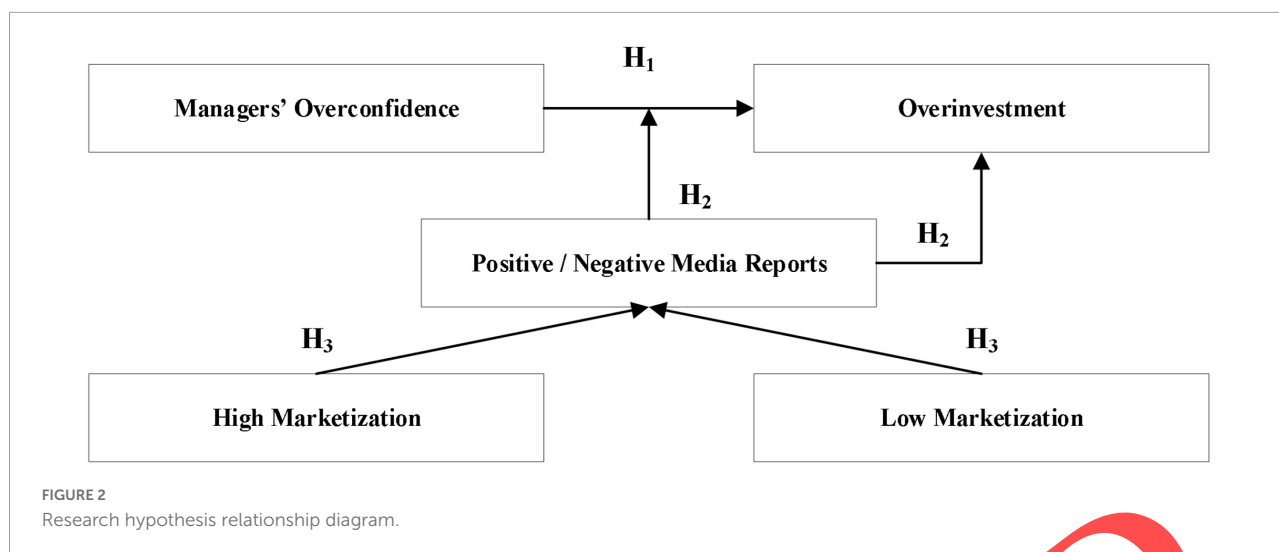 H₁
Managers' Overconfidence
Overinvestment
H₂
H₂
Positive / Negative Media Reports
H₃
H₃
High Marketization
Low Marketization
FIGURE 2
Research hypothesis relationship diagram.